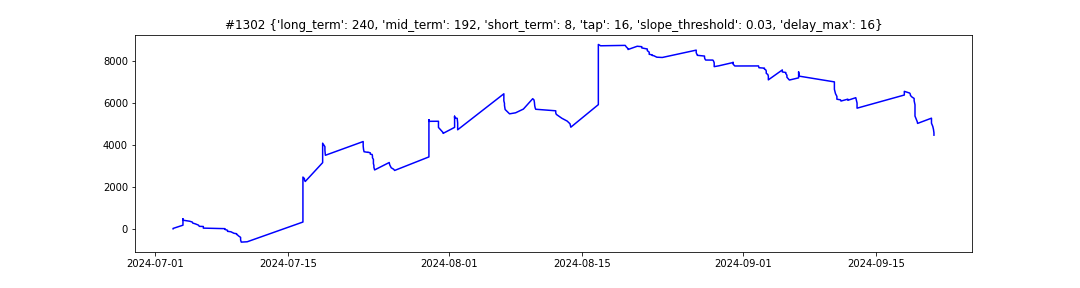 #1302 {'long_term': 240, 'mid_term': 192, 'short_term': 8, 'tap': 16, 'slope_threshold': 0.03, 'delay_max': 16}
8000
6000
4000
2000
0
2024-07-01 2024-07-15 2024-08-01 2024-08-15 2024-09-01 2024-09-15